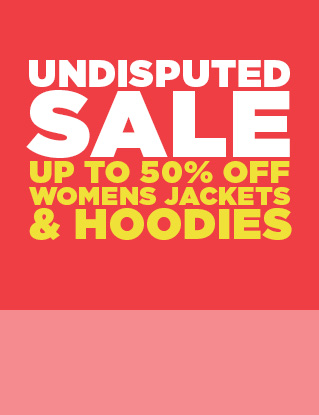 UNDISPUTED
SALE
UP TO 50% OFF
WOMENS JACKETS
& HOODIES